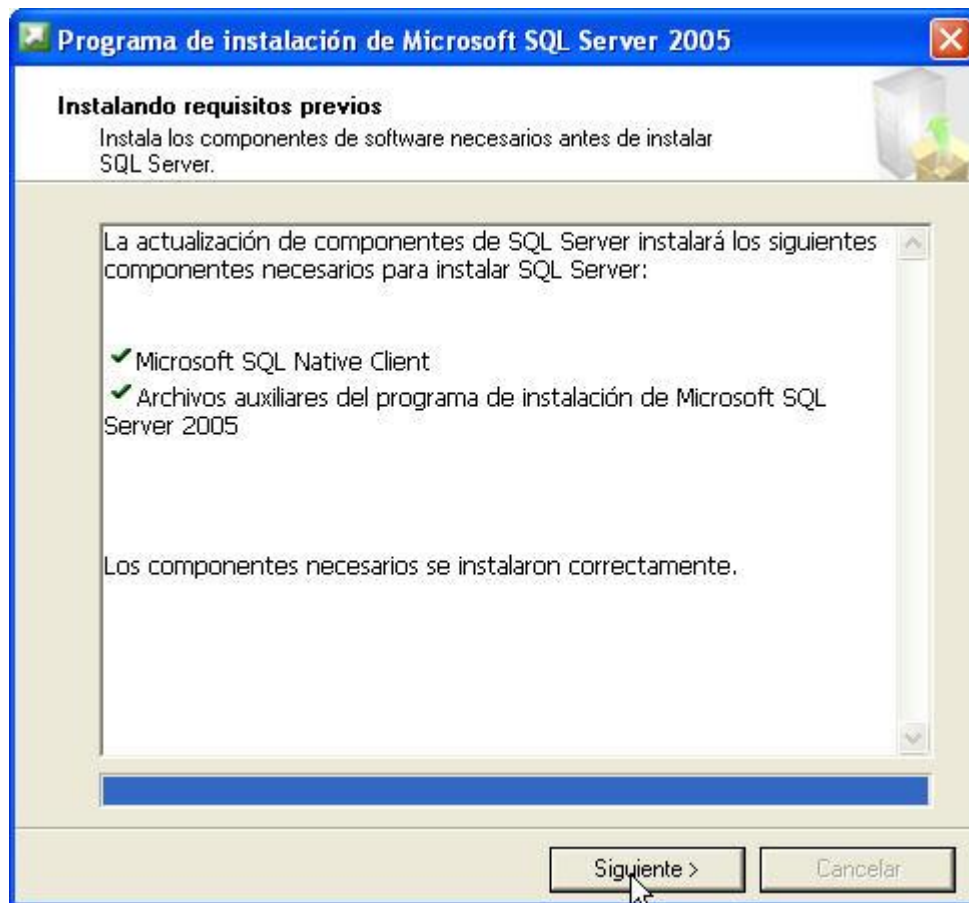 Programa de instalación de Microsoft SQL Server 2005
Instalando requisitos previos
Instala los componentes de software necesarios antes de instalar
SQL Server.
La actualización de componentes de SQL Server instalará los siguientes
componentes necesarios para instalar SQL Server:
Microsoft SQL Native Client
Archivos auxiliares del programa de instalación de Microsoft SQL
Server 2005
Los componentes necesarios se instalaron correctamente.
Siguiente >
Cancelar